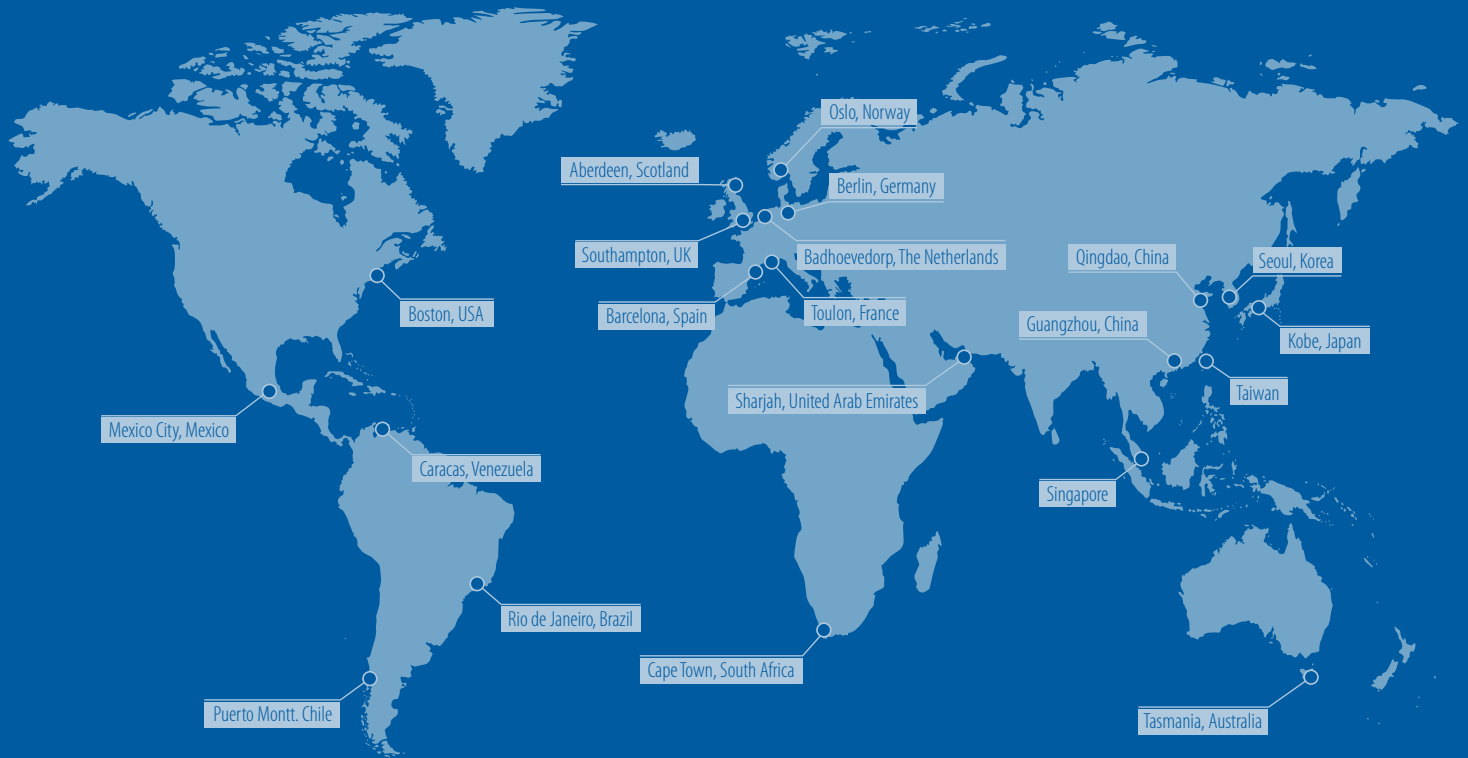 Oslo, Norway
Aberdeen, Scotland
Berlin, Germany
Southampton, UK
Badhoevedorp, The Netherlands
Qingdao, China
Seoul, Korea
Boston, USA
Barcelona, Spain
Toulon, France
Guangzhou, China
Kobe, Japan
Sharjah, United Arab Emirates
Taiwan
Mexico City, Mexico
Caracas, Venezuela
Singapore
Rio de Janeiro, Brazil
Cape Town, South Africa
Puerto Montt. Chile
Tasmania, Australia